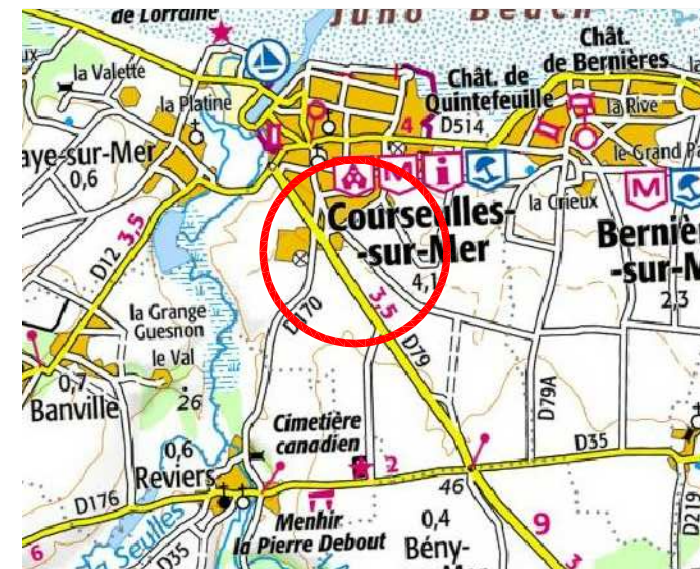 de Lorraine
Juno Beach
la Valette
la Platine
Chât. de
Quintefeuille
Chât.
de Bernières
la Rive
4
D514
le Grand
aye-sur-Mer
0,6
M
i
M
Courseulles-
-sur-Mer
la Crieux
Berniè
-sur-M
2,3
D12
3,5
3,5
D170
D79
la Grange
Guesnon
le Val
0,7
Banville
26
D79A
Cimetière
canadien
0,6
Reviers
2
D35
D176
46
Menhir
la Pierre Debout
0,4
Bény-
9
D219
6
Seulles
D35